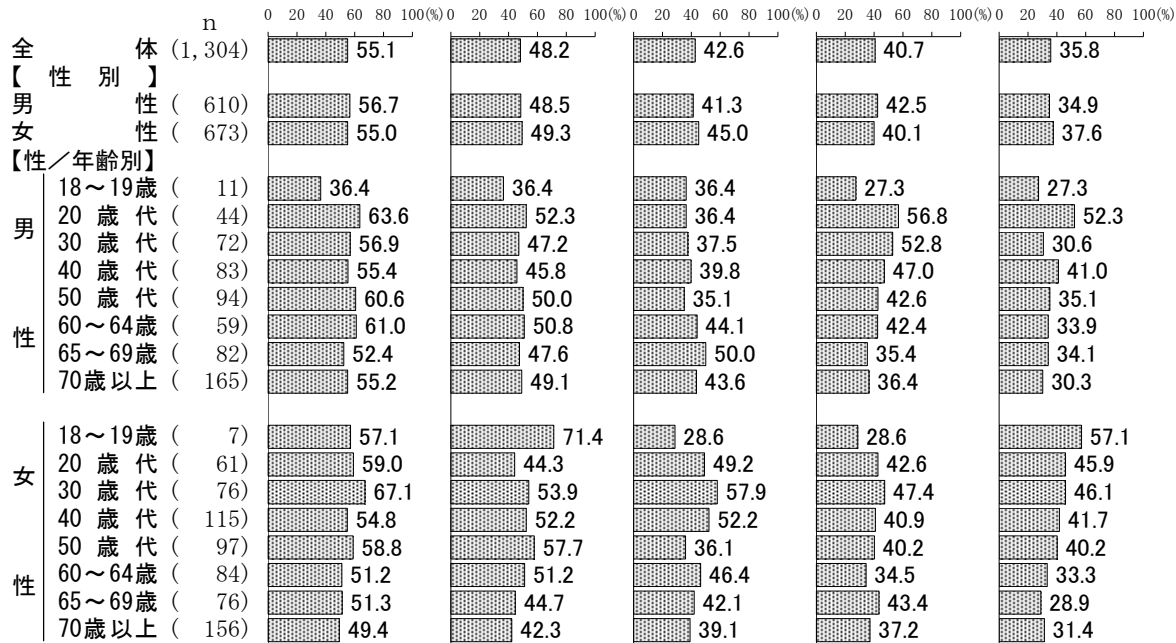 n
0 20 40 60 80 100(%) 0 20 40 60 80 100(%) 0 20 40 60 80 100(%) 0 20 40 60 80 100(%) 0 20 40 60 80 100(%)
全体 (1,304) 55.1 48.2 42.6 40.7 35.8
【性別】
男性 ( 610) 56.7 48.5 41.3 42.5 34.9
女性 ( 673) 55.0 49.3 45.0 40.1 37.6
【性／年齢別】
男性
18～19歳 ( 11) 36.4 36.4 36.4 27.3 27.3
20歳代 ( 44) 63.6 52.3 36.4 56.8 52.3
30歳代 ( 72) 56.9 47.2 37.5 52.8 30.6
40歳代 ( 83) 55.4 45.8 39.8 47.0 41.0
50歳代 ( 94) 60.6 50.0 35.1 42.6 35.1
60～64歳 ( 59) 61.0 50.8 44.1 42.4 33.9
65～69歳 ( 82) 52.4 47.6 50.0 35.4 34.1
70歳以上 ( 165) 55.2 49.1 43.6 36.4 30.3
女性
18～19歳 ( 7) 57.1 71.4 28.6 28.6 57.1
20歳代 ( 61) 59.0 44.3 49.2 42.6 45.9
30歳代 ( 76) 67.1 53.9 57.9 47.4 46.1
40歳代 ( 115) 54.8 52.2 52.2 40.9 41.7
50歳代 ( 97) 58.8 57.7 36.1 40.2 40.2
60～64歳 ( 84) 51.2 51.2 46.4 34.5 33.3
65～69歳 ( 76) 51.3 44.7 42.1 43.4 28.9
70歳以上 ( 156) 49.4 42.3 39.1 37.2 31.4